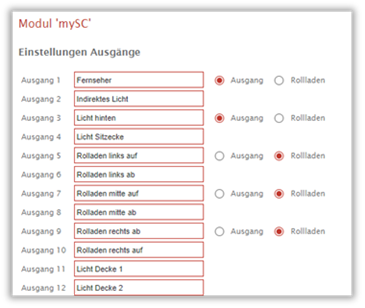 Modul 'mySC'
Einstellungen Ausgänge
Ausgang 1 Fernseher Ausgang Rollladen
Ausgang 2 Indirektes Licht
Ausgang 3 Licht hinten Ausgang Rollladen
Ausgang 4 Licht Sitzecke
Ausgang 5 Rolladen links auf Ausgang Rollladen
Ausgang 6 Rolladen links ab
Ausgang 7 Rolladen mitte auf Ausgang Rollladen
Ausgang 8 Rolladen mitte ab
Ausgang 9 Rolladen rechts ab Ausgang Rollladen
Ausgang 10 Rolladen rechts auf
Ausgang 11 Licht Decke 1
Ausgang 12 Licht Decke 2